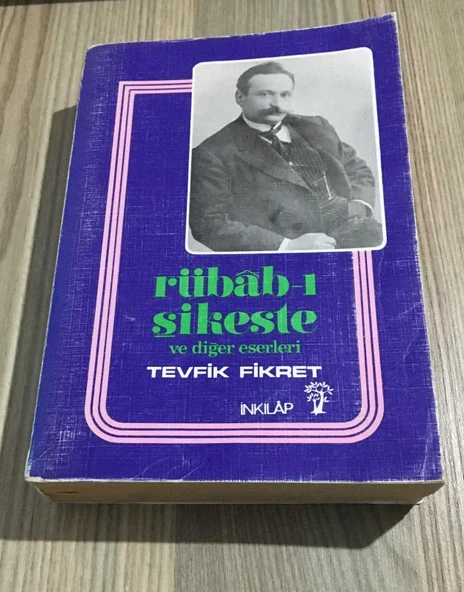 rübâb-ı
şikeste
ve diğer eserleri
TEVFİK FİKRET
İNKILÂP